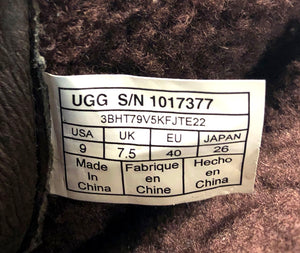 UGG S/N 1017377
3BHT79V5KFJTE22
USA UK EU JAPAN
9 7.5 40 26
Made Fabrique Hecho
In en en
China Chine China